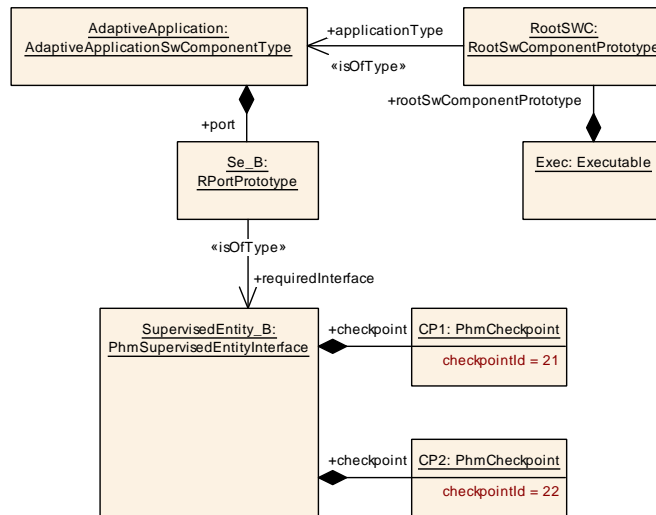 AdaptiveApplication:
AdaptiveApplicationSwComponentType
+applicationType
«isOfType»
RootSWC:
RootSwComponentPrototype
+rootSwComponentPrototype
+port
Se_B:
RPortPrototype
Exec: Executable
«isOfType»
+requiredInterface
SupervisedEntity_B:
PhmSupervisedEntityInterface
+checkpoint
CP1: PhmCheckpoint
checkpointId = 21
+checkpoint
CP2: PhmCheckpoint
checkpointId = 22